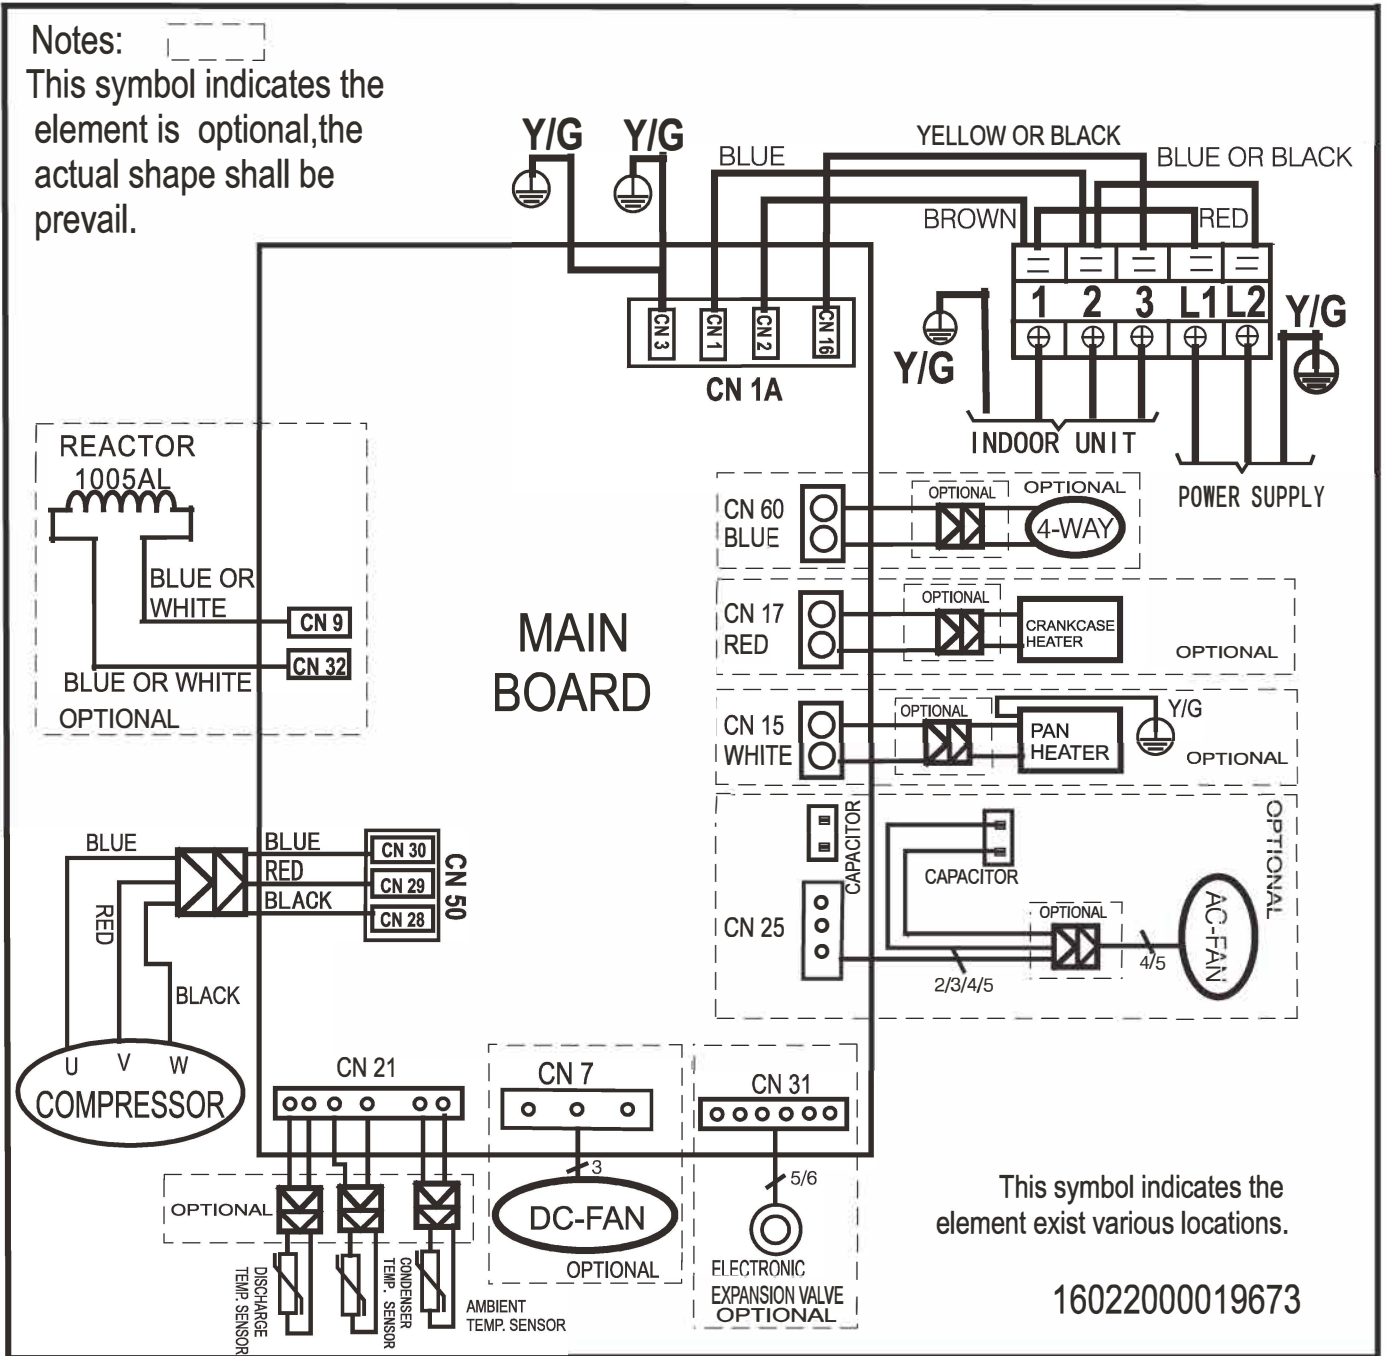 Notes:
This symbol indicates the
element is optional,the
actual shape shall be
prevail.
Y/G
Y/G
BLUE
YELLOW OR BLACK
BLUE OR BLACK
BROWN
RED
1 2 3 L1 L2
Y/G
Y/G
CN 3
CN 1
CN 2
CN 16
CN 1A
INDOOR UNIT
POWER SUPPLY
REACTOR
1005AL
BLUE OR
WHITE
CN 9
CN 32
BLUE OR WHITE
OPTIONAL
MAIN
BOARD
CN 60
BLUE
OPTIONAL
OPTIONAL
4-WAY
CN 17
RED
OPTIONAL
CRANKCASE
HEATER
OPTIONAL
CN 15
WHITE
OPTIONAL
PAN
HEATER
Y/G
OPTIONAL
CAPACITOR
CN 25
CAPACITOR
2/3/4/5
OPTIONAL
4/5
AC-FAN
OPTIONAL
BLUE
RED
BLACK
BLUE
RED
BLACK
CN 30
CN 29
CN 28
CN 50
U V W
COMPRESSOR
CN 21
OPTIONAL
DISCHARGE
TEMP. SENSOR
CONDENSER
TEMP. SENSOR
AMBIENT
TEMP. SENSOR
CN 7
3
DC-FAN
OPTIONAL
CN 31
5/6
ELECTRONIC
EXPANSION VALVE
OPTIONAL
This symbol indicates the
element exist various locations.
16022000019673